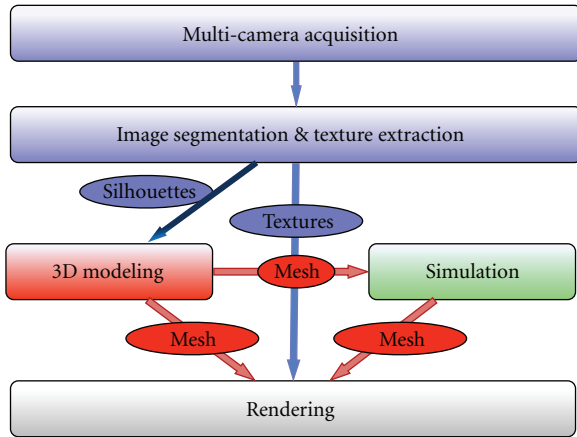 Multi-camera acquisition
Image segmentation & texture extraction
Silhouettes
Textures
3D modeling
Mesh
Simulation
Mesh
Mesh
Rendering